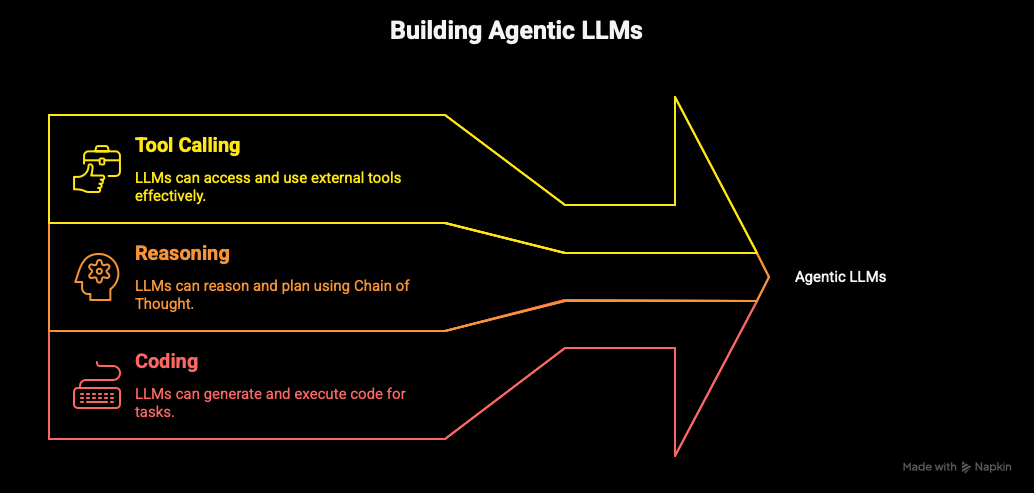 Building Agentic LLMs
Tool Calling
LLMs can access and use external tools
effectively.
Reasoning
LLMs can reason and plan using Chain of
Thought.
Coding
LLMs can generate and execute code for
tasks.
Agentic LLMs
Made with Napkin